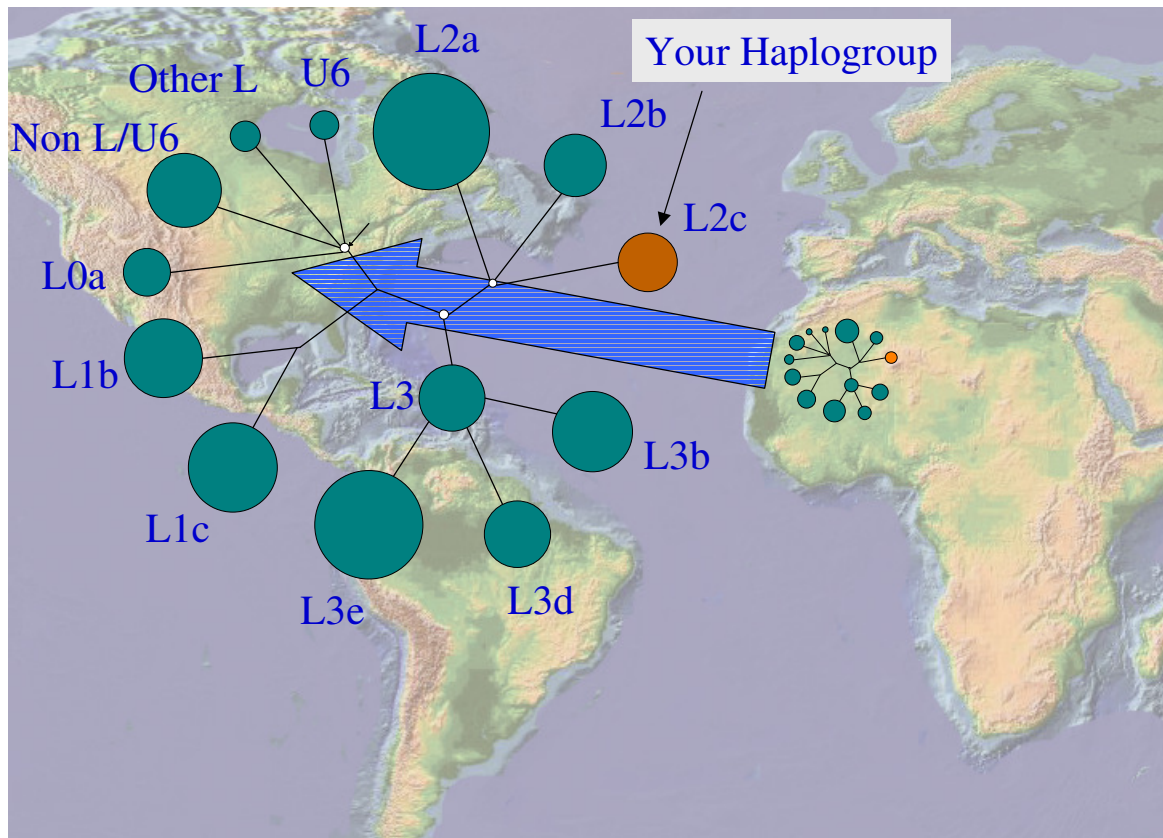 L2a
Your Haplogroup
Other L
U6
L2b
Non L/U6
L2c
L0a
L1b
L3
L3b
L1c
L3e
L3d